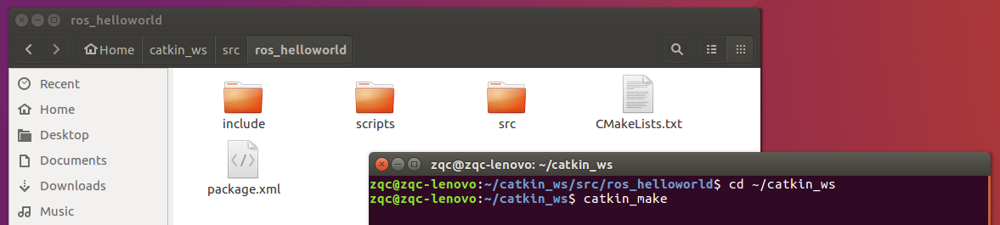 ros_helloworld
Home catkin_ws src ros_helloworld
Recent
Home
Desktop
Documents
Downloads
Music
include scripts src CMakeLists.txt
package.xml
zqc@zqc-lenovo: ~/catkin_ws
zqc@zqc-lenovo:~/catkin_ws/src/ros_helloworld$ cd ~/catkin_ws
zqc@zqc-lenovo:~/catkin_ws$ catkin_make